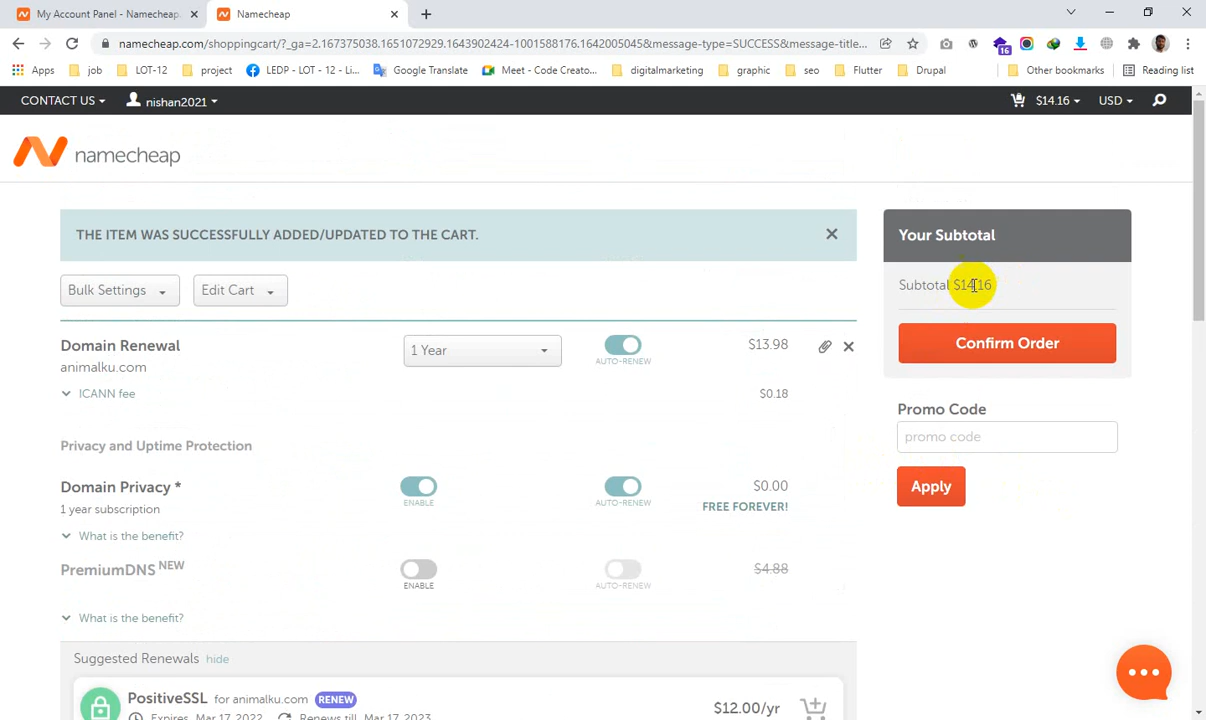 My Account Panel - Namecheap.
Namecheap
namecheap.com/shoppingcart/?_ga=2.167375038.1651072929.1643902424-1001588176.1642005045&message-type=SUCCESS&message-title...
16
Apps job LOT-12 project LEDP - LOT - 12 - Li... Google Translate Meet - Code Creato... digitalmarketing graphic seo Flutter Drupal Other bookmarks Reading list
CONTACT US nishan2021 $14.16 USD
namecheap
THE ITEM WAS SUCCESSFULLY ADDED/UPDATED TO THE CART.
Your Subtotal
Bulk Settings Edit Cart
Subtotal $14.16
Confirm Order
Domain Renewal 1 Year $13.98
AUTO-RENEW
animalku.com
ICANN fee $0.18
Promo Code
promo code
Apply
Privacy and Uptime Protection
Domain Privacy * $0.00
ENABLE AUTO-RENEW
1 year subscription FREE FOREVER!
What is the benefit?
PremiumDNS NEW $4.88
ENABLE AUTO-RENEW
What is the benefit?
Suggested Renewals hide
PositiveSSL for animalku.com RENEW
$12.00/yr
Expires Mar 17, 2022 Renews till Mar 17, 2023